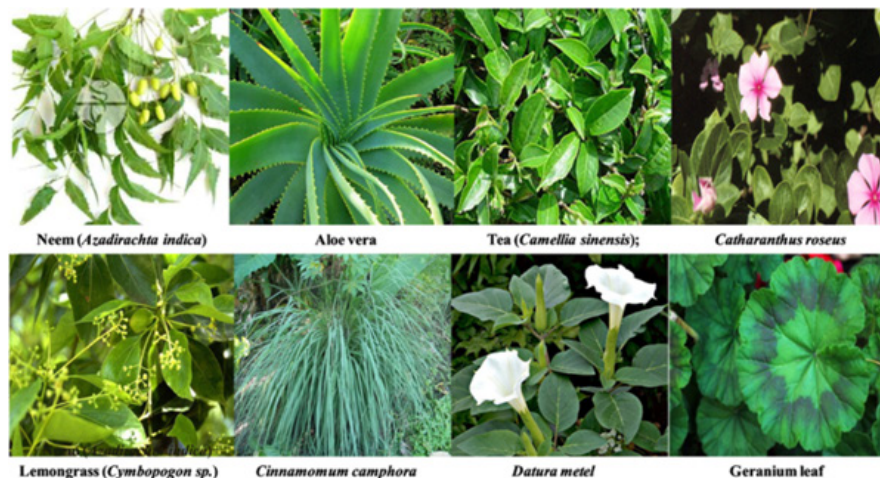 Neem (Azadirachta indica)
Aloe vera
Tea (Camellia sinensis);
Catharanthus roseus
Lemongrass (Cymbopogon sp.)
Cinnamomum camphora
Datura metel
Geranium leaf